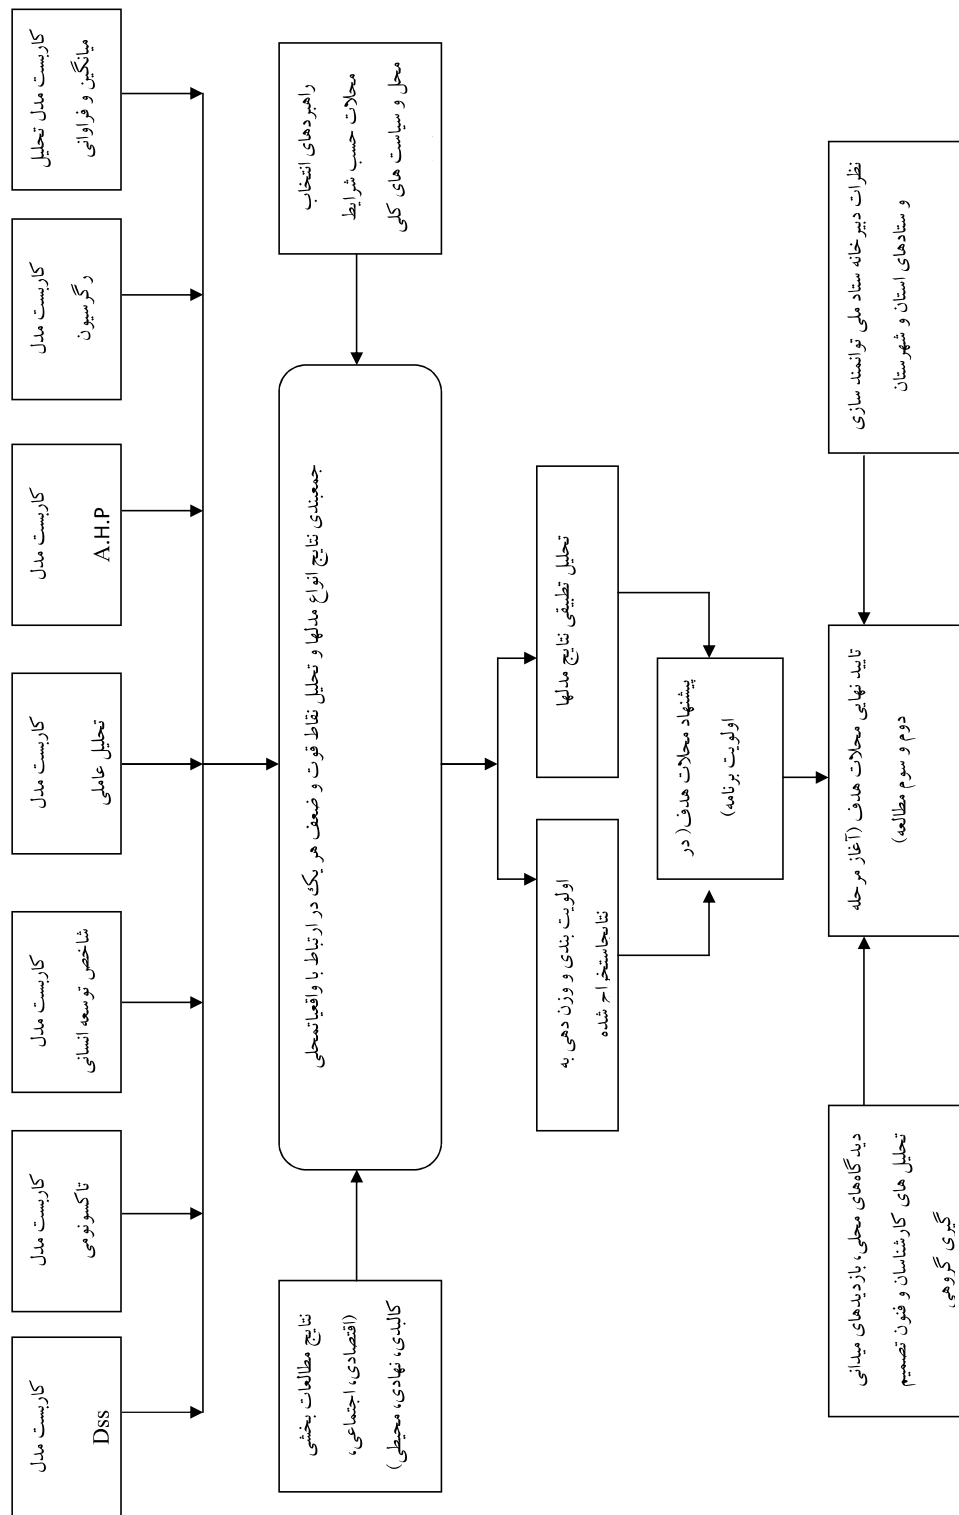 کاربست مدل تحلیل
میانگین و فراوانی
کاربست مدل
رگرسیون
کاربست مدل
A.H.P
کاربست مدل
تحلیل عاملی
کاربست مدل
شاخص توسعه انسانی
کاربست مدل
تاکسونومی
کاربست مدل
Dss
راهبردهای انتخاب
محلات حسب شرایط
محل و سیاست های کلی
جمعبندی نتایج انواع مدلها و تحلیل نقاط قوت و ضعف هر یک در ارتباط با واقعیاتمحلی
نتایج مطالعات بخشی
(اقتصادی، اجتماعی،
کالبدی، نهادی، محیطی)
تحلیل تطبیقی نتایج مدلها
اولویت بندی و وزن دهی به
نتایجاستخراج شده
پیشنهاد محلات هدف( در
اولویت برنامه)
نظرات دبیرخانه ستاد ملی توانمند سازی
و ستادهای استان و شهرستان
تایید نهایی محلات هدف (آغاز مرحله
دوم و سوم مطالعه)
دیدگاه‌های محلی، بازدیدهای میدانی
تحلیل های کارشناسان و فنون تصمیم
گیری گروهی